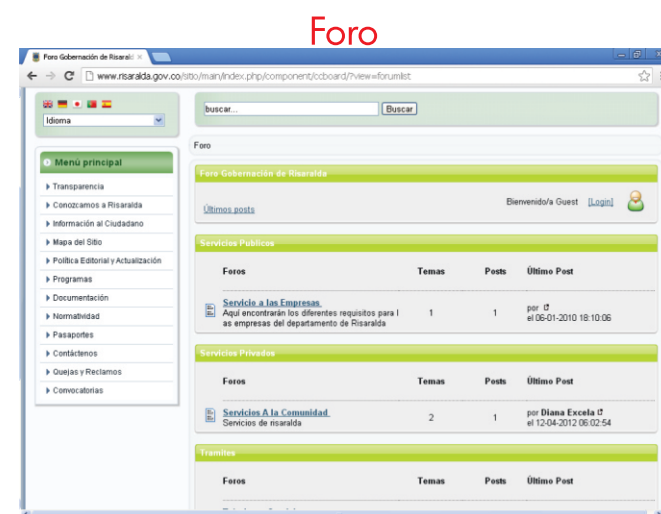 Foro
Foro Gobernación de Risarald ×
www.risaralda.gov.co/sitio/main/index.php/component/ccboard/?view=forumlist
Idioma
buscar... Buscar
Foro
Menú principal
Transparencia
Conozcamos a Risaralda
Información al Ciudadano
Mapa del Sitio
Política Editorial y Actualización
Programas
Documentación
Normatividad
Pasaportes
Contáctenos
Quejas y Reclamos
Convocatorias
Foro Gobernación de Risaralda
Últimos posts Bienvenido/a Guest [Login]
Servicios Publicos
Foros Temas Posts Último Post
Servicio a las Empresas
Aquí encontrarán los diferentes requisitos para l
as empresas del departamento de Risaralda
1 1
por
el 06-01-2010 18:10:06
Servicios Privados
Foros Temas Posts Último Post
Servicios A la Comunidad
Servicios de risaralda
2 1
por Diana Excela
el 12-04-2012 06:02:54
Tramites
Foros Temas Posts Último Post